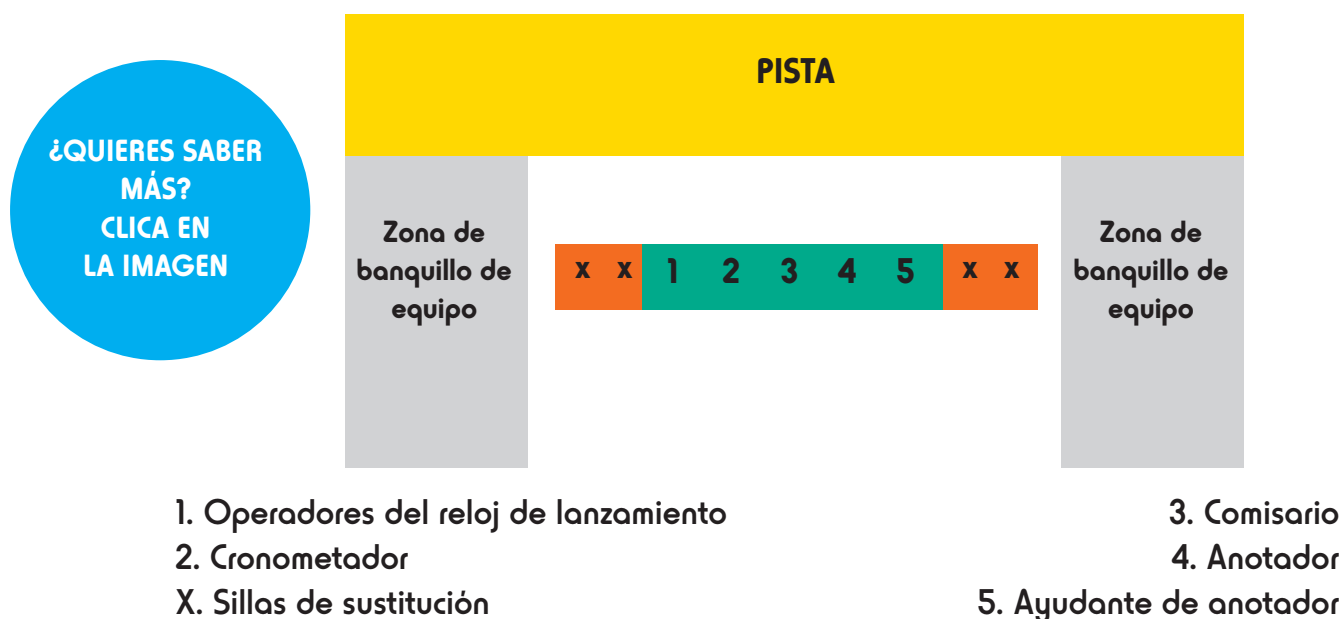 PISTA
¿QUIERES SABER
MÁS?
CLICA EN
LA IMAGEN
Zona de
banquillo de
equipo
x x 1 2 3 4 5 x x
Zona de
banquillo de
equipo
1. Operadores del reloj de lanzamiento
2. Cronometador
X. Sillas de sustitución
3. Comisario
4. Anotador
5. Ayudante de anotador